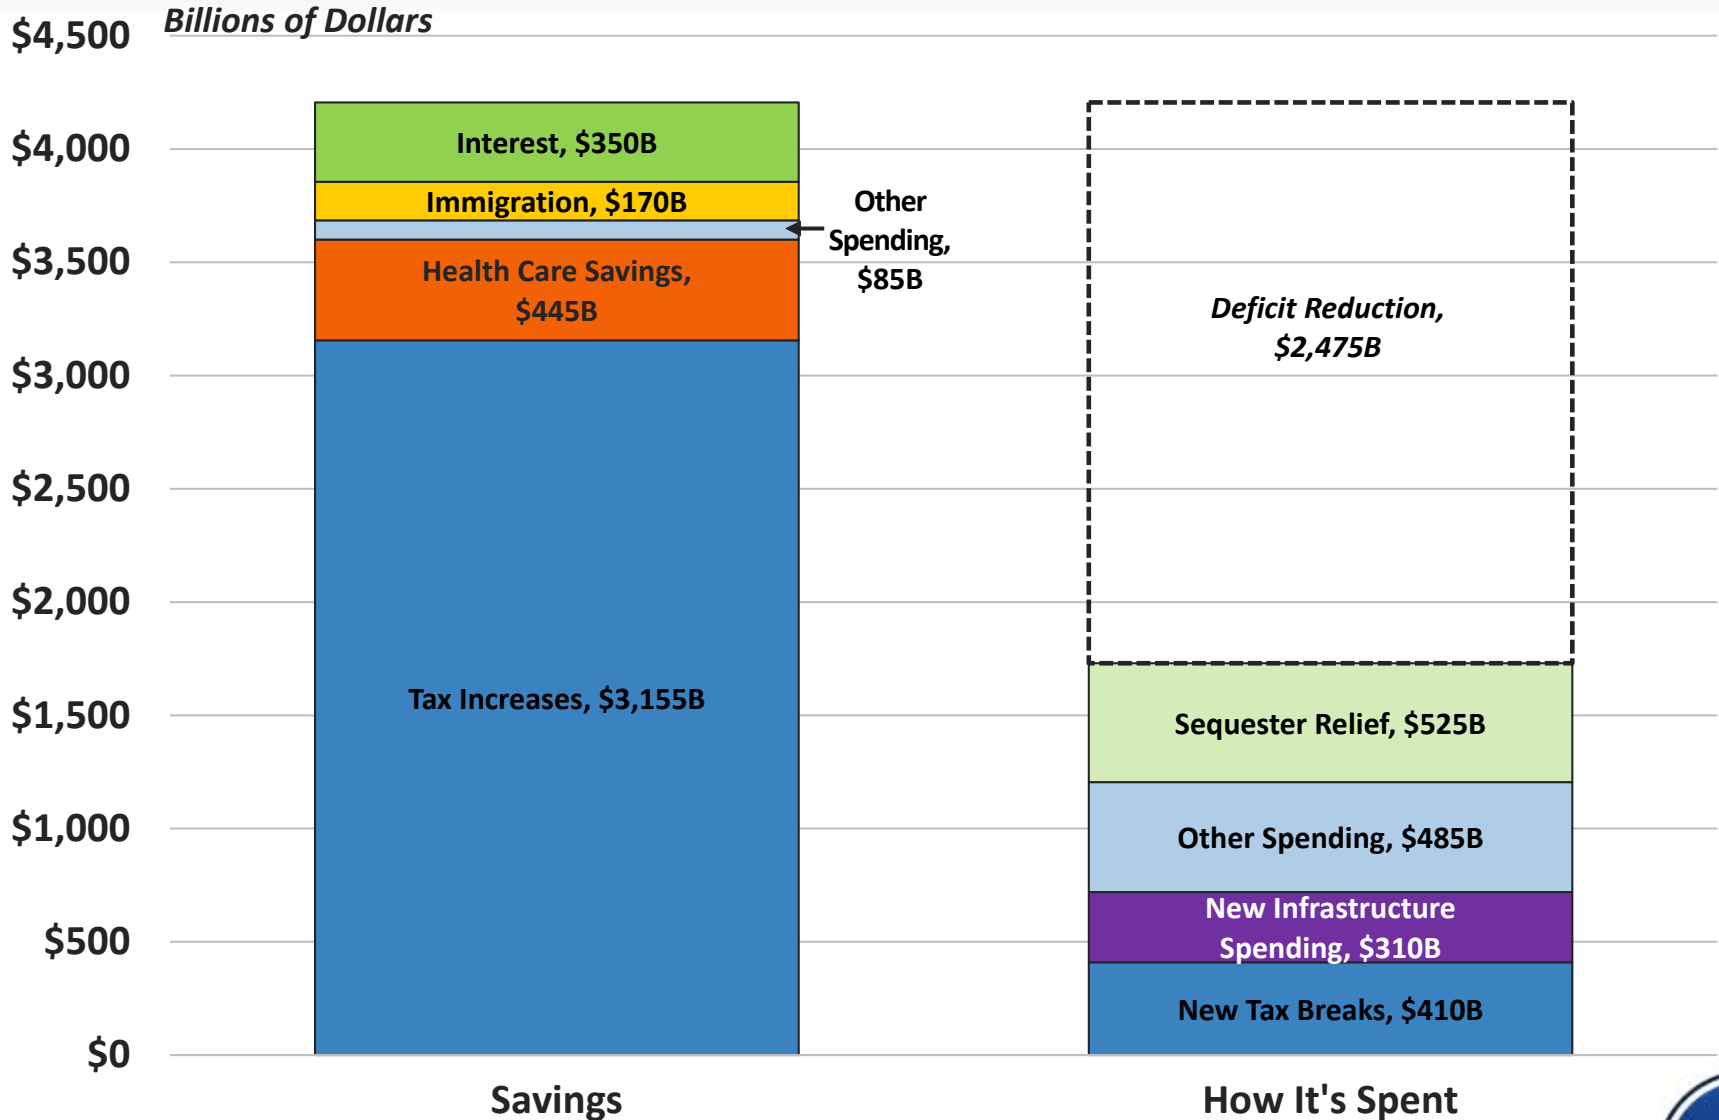 Billions of Dollars
$4,500
$4,000
$3,500
$3,000
$2,500
$2,000
$1,500
$1,000
$500
$0
Interest, $350B
Immigration, $170B
Other
Spending,
$85B
Health Care Savings,
$445B
Tax Increases, $3,155B
Deficit Reduction,
$2,475B
Sequester Relief, $525B
Other Spending, $485B
New Infrastructure
Spending, $310B
New Tax Breaks, $410B
Savings
How It's Spent